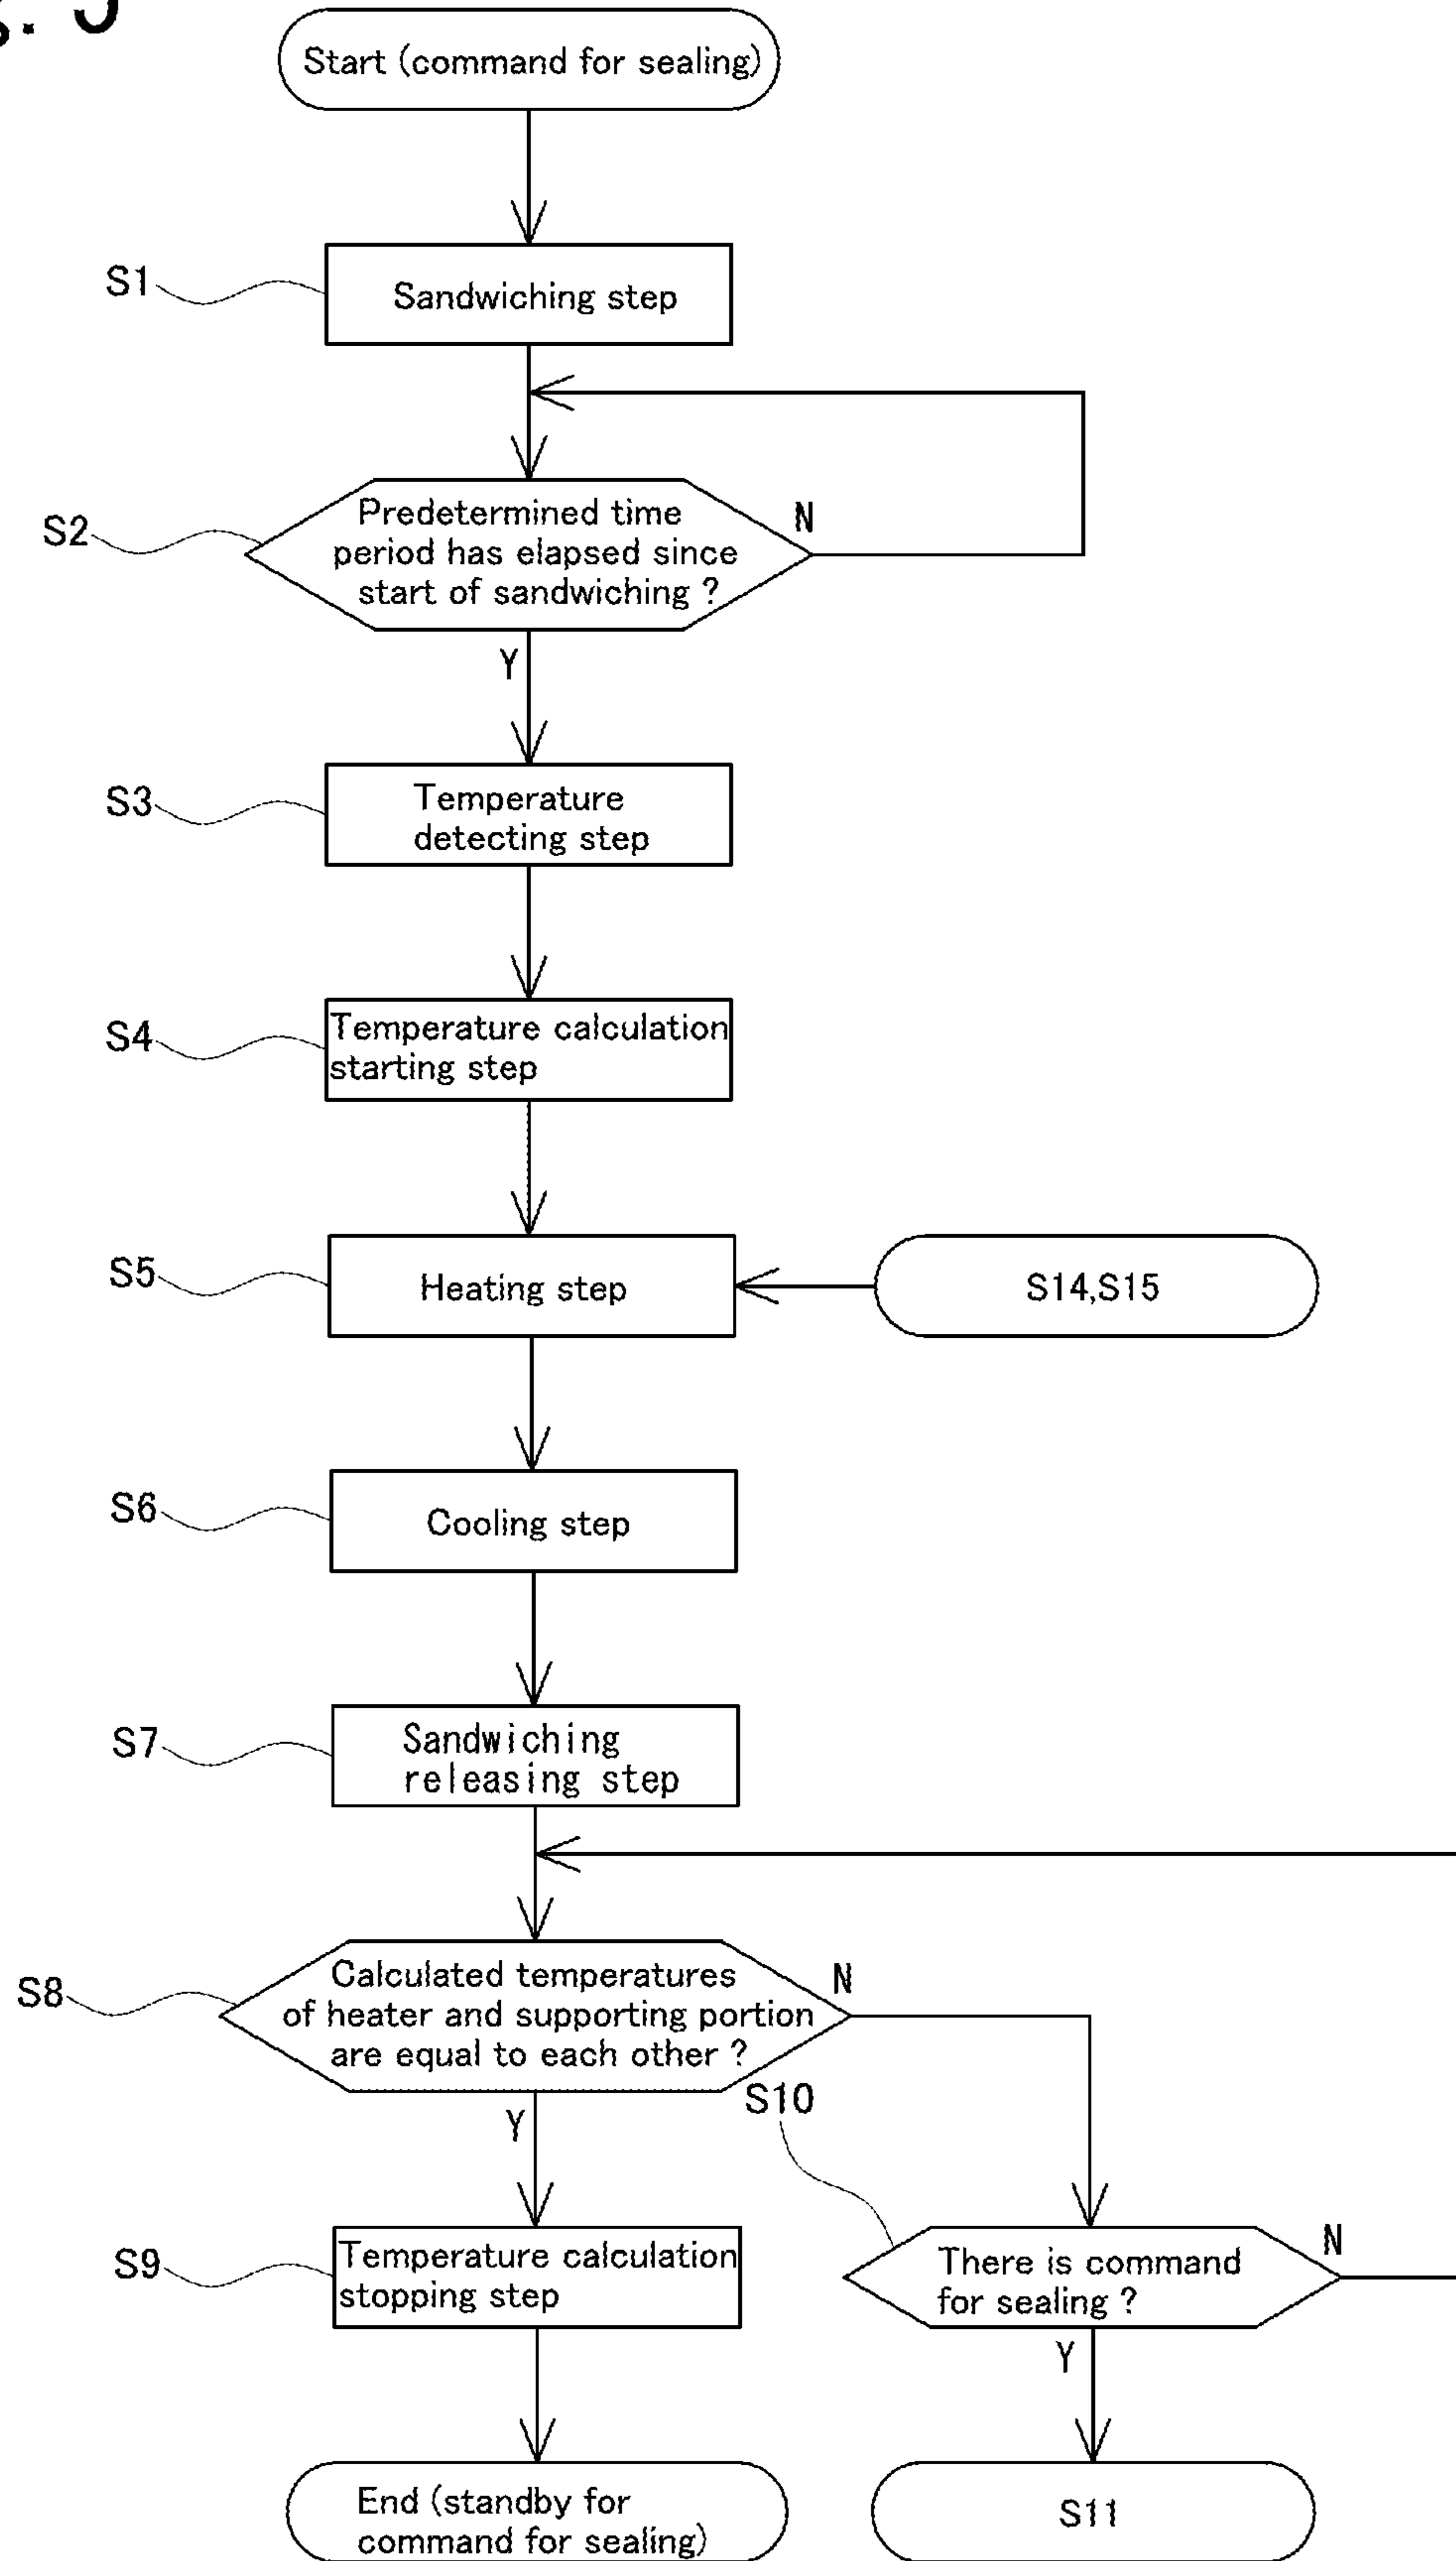 Start (command for sealing)
S1
Sandwiching step
S2
Predetermined time
period has elapsed since
start of sandwiching ?
N
Y
S3
Temperature
detecting step
S4
Temperature calculation
starting step
S5
Heating step
S14,S15
S6
Cooling step
S7
Sandwiching
releasing step
S8
Calculated temperatures
of heater and supporting portion
are equal to each other ?
N
Y
S10
S9
Temperature calculation
stopping step
There is command
for sealing ?
N
Y
End (standby for
command for sealing)
S11